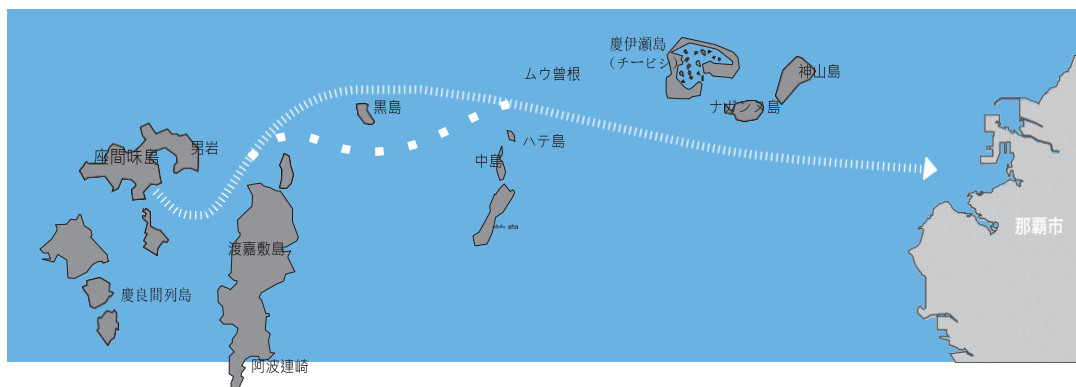 慶伊瀬島
（チービシ）
ムウ曽根
神山島
黒島
ナガンヌ島
ハテ島
男岩
座間味島
中島
那覇市
渡嘉敷島
慶良間列島
阿波連崎